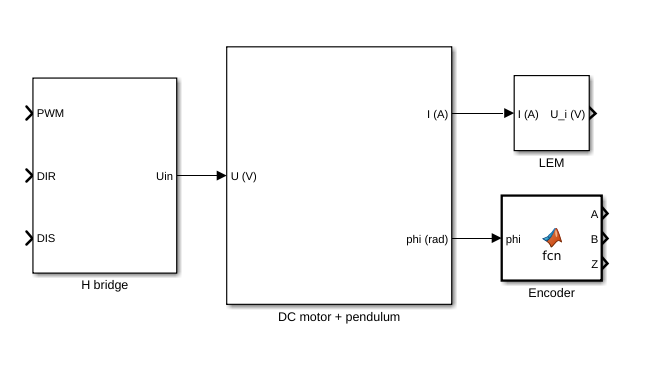 PWM
DIR
DIS
Uin
H bridge
U (V)
I (A)
phi (rad)
DC motor + pendulum
I (A) U_i (V)
LEM
phi
fcn
A
B
Z
Encoder